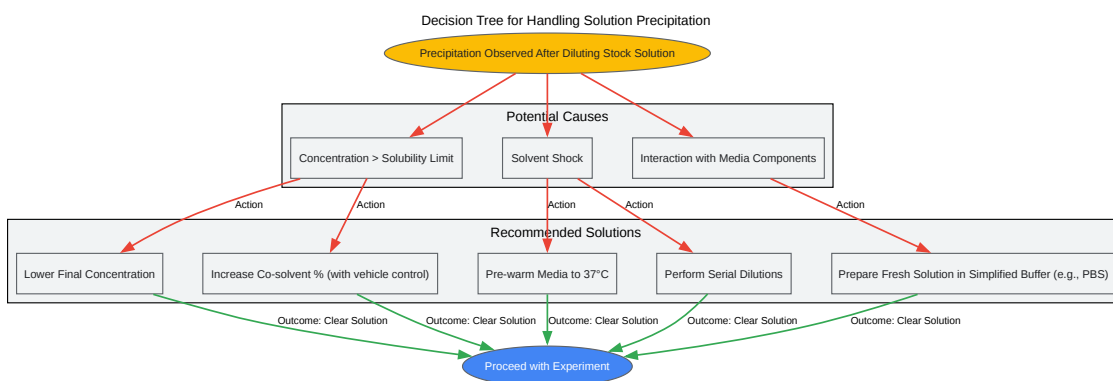 Decision Tree for Handling Solution Precipitation
Precipitation Observed After Diluting Stock Solution
Potential Causes
Concentration > Solubility Limit
Solvent Shock
Interaction with Media Components
Action
Action
Action
Action
Action
Recommended Solutions
Lower Final Concentration
Increase Co-solvent % (with vehicle control)
Pre-warm Media to 37°C
Perform Serial Dilutions
Prepare Fresh Solution in Simplified Buffer (e.g., PBS)
Outcome: Clear Solution
Outcome: Clear Solution
Outcome: Clear Solution
Outcome: Clear Solution
Outcome: Clear Solution
Proceed with Experiment